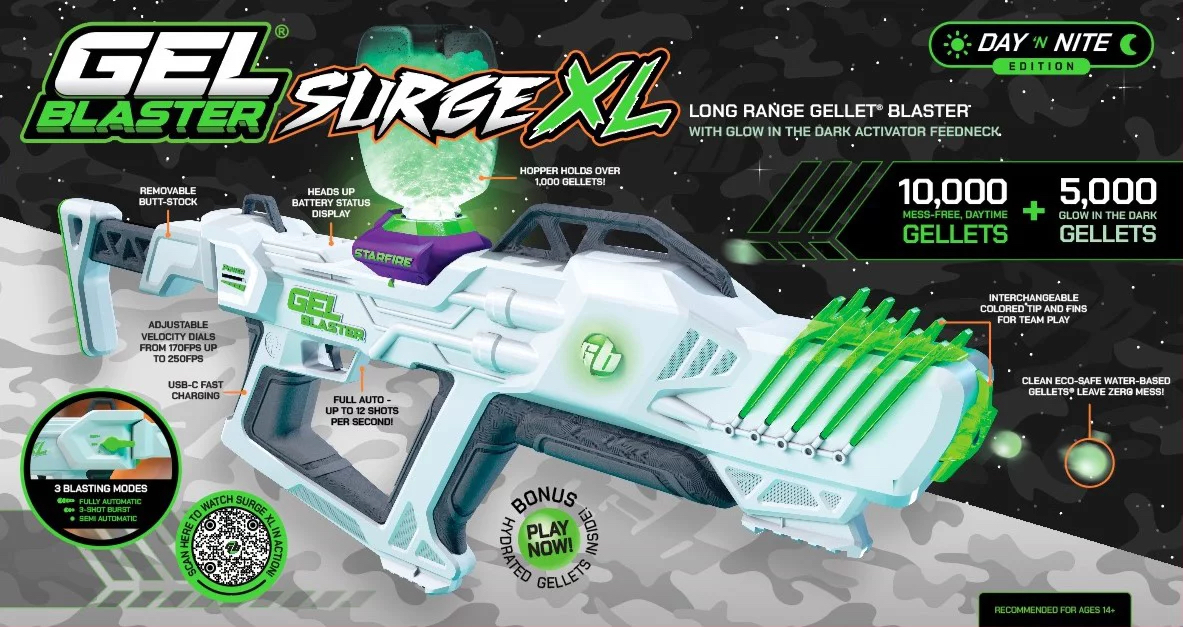 GEL
BLASTER®
SURGE XL
LONG RANGE GELLET® BLASTER™
WITH GLOW IN THE DARK ACTIVATOR FEEDNECK.
DAY 'N NITE
EDITION
10,000
MESS-FREE, DAYTIME
GELLETS
+
5,000
GLOW IN THE DARK
GELLETS
HOPPER HOLDS OVER
1,000 GELLETS!
REMOVABLE
BUTT-STOCK
HEADS UP
BATTERY STATUS
DISPLAY
STARFIRE
POWER
GEL
BLASTER
gb
INTERCHANGEABLE
COLORED TIP AND FINS
FOR TEAM PLAY
CLEAN ECO-SAFE WATER-BASED
GELLETS® LEAVE ZERO MESS!
ADJUSTABLE
VELOCITY DIALS
FROM 170FPS UP
TO 250FPS
USB-C FAST
CHARGING
FULL AUTO -
UP TO 12 SHOTS
PER SECOND!
3 BLASTING MODES
FULLY AUTOMATIC
3-SHOT BURST
SEMI AUTOMATIC
SCAN HERE TO WATCH SURGE XL IN ACTION!
BONUS
PLAY
NOW!
HYDRATED GELLETS INSIDE!
RECOMMENDED FOR AGES 14+